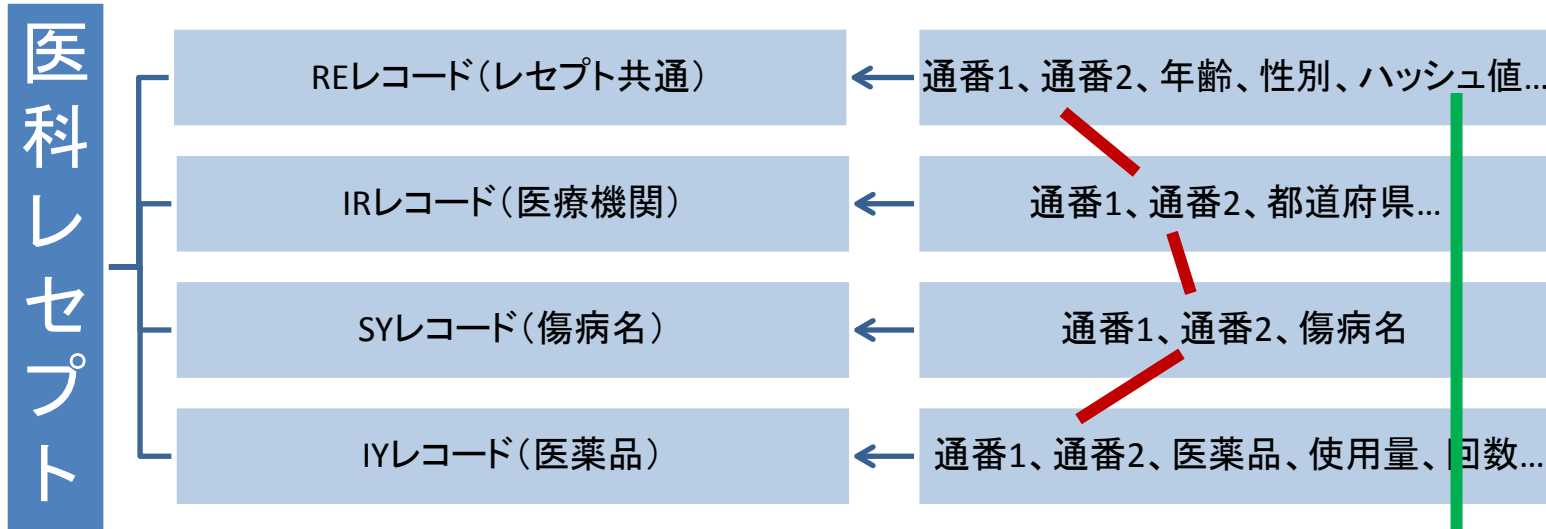 医科レセプト
REレコード（レセプト共通）
通番1、通番2、年齢、性別、ハッシュ値…
IRレコード（医療機関）
通番1、通番2、都道府県…
SYレコード（傷病名）
通番1、通番2、傷病名
IYレコード（医薬品）
通番1、通番2、医薬品、使用量、回数…